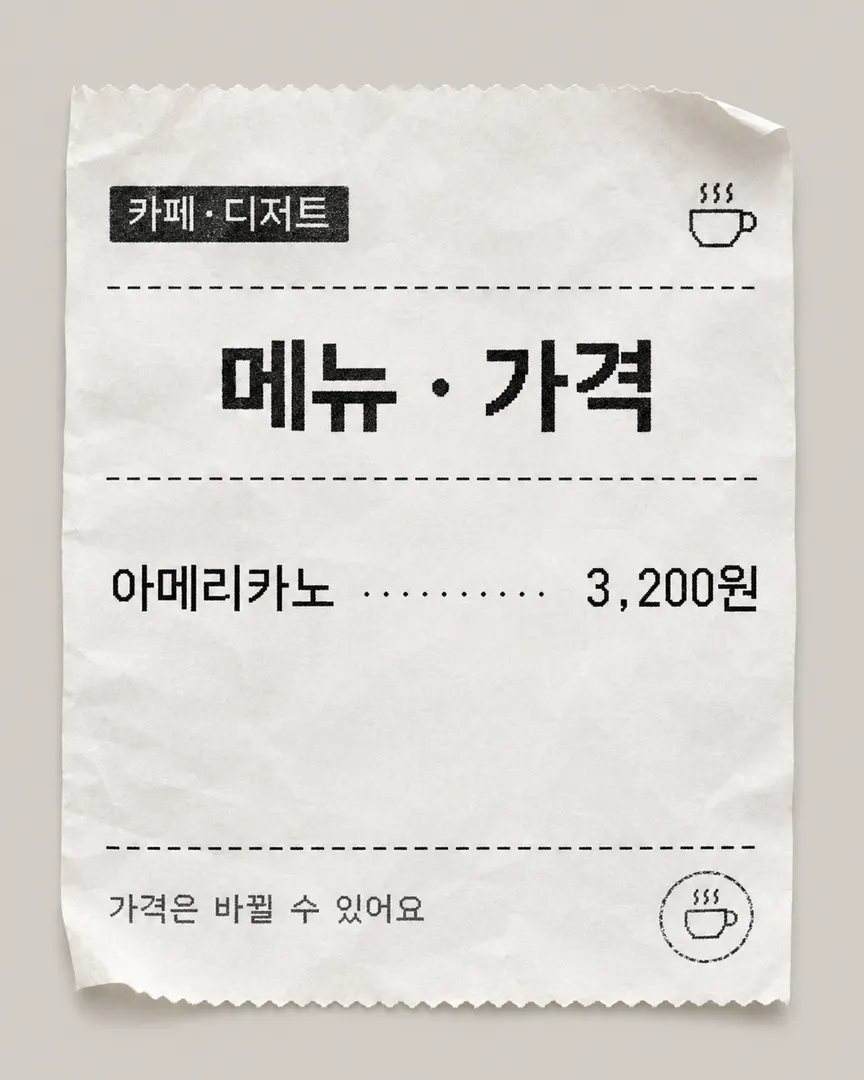 카페·디저트
메뉴·가격
아메리카노 .......... 3,200원
가격은 바뀔 수 있어요